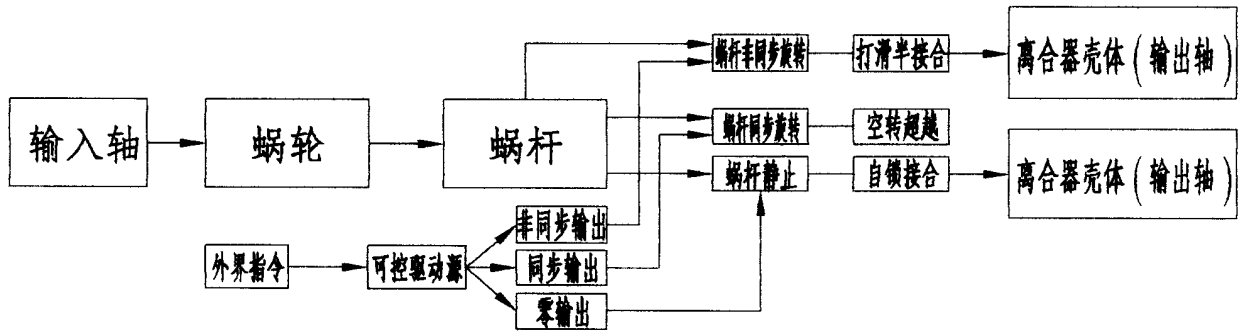 蜗杆非同步旋转
打滑半接合
离合器壳体(输出轴)
输入轴
蜗轮
蜗杆
蜗杆同步旋转
空转超越
蜗杆静止
自锁接合
离合器壳体(输出轴)
非同步输出
外界指令
可控驱动源
同步输出
零输出